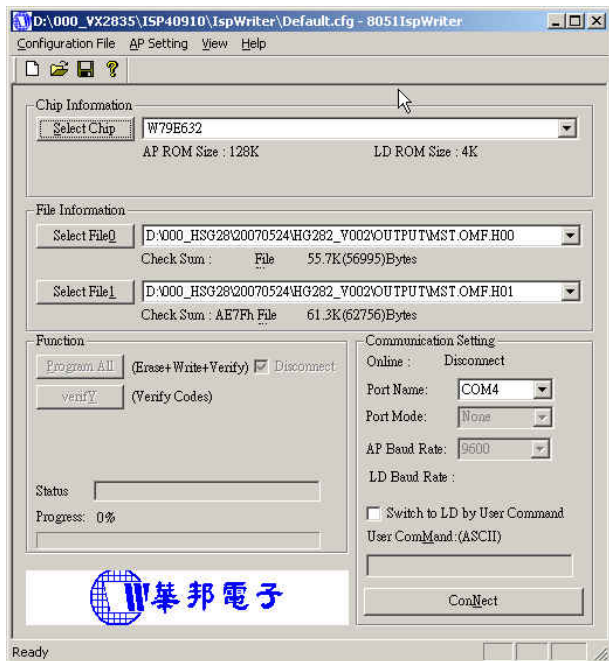 D:\000_VX2835\ISP40910\IspWriter\Default.cfg - 8051IspWriter
Configuration File AP Setting View Help
Chip Information
Select Chip W79E632
AP ROM Size : 128K LD ROM Size : 4K
File Information
Select File0 D:\000_HSG28\20070524\HG282_V002\OUTPUT\MST.OMF.H00
Check Sum : File 55.7K(56995)Bytes
Select File1 D:\000_HSG28\20070524\HG282_V002\OUTPUT\MST.OMF.H01
Check Sum : AE7Fh File 61.3K(62756)Bytes
Function
Program All (Erase+Write+Verify) Disconnect
verifY (Verify Codes)
Status
Progress: 0%
Communication Setting
Online : Disconnect
Port Name: COM4
Port Mode: None
AP Baud Rate: 9600
LD Baud Rate :
Switch to LD by User Command
User ComMand:(ASCII)
ConNect
華邦電子
Ready